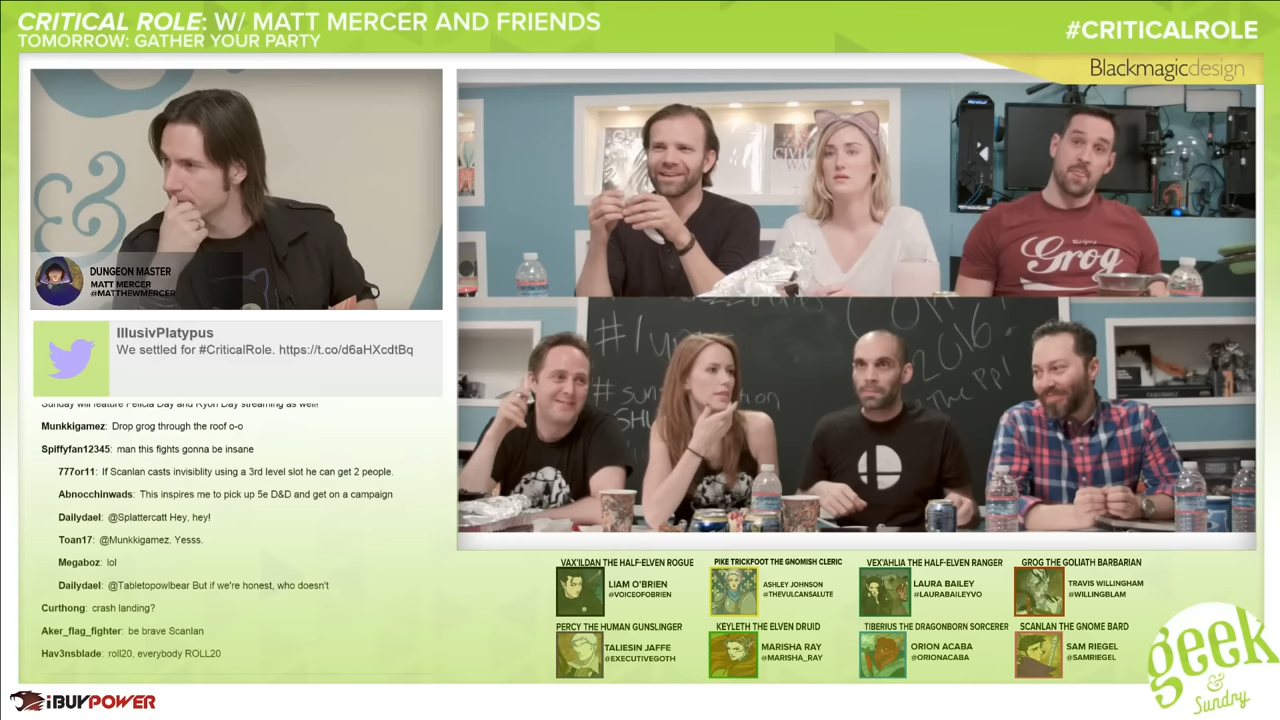 CRITICAL ROLE: W/ MATT MERCER AND FRIENDS
TOMORROW: GATHER YOUR PARTY
#CRITICALROLE
Blackmagicdesign
DUNGEON MASTER
MATT MERCER
@MATTHEWMERCER
IllusivPlatypus
We settled for #CriticalRole. https://t.co/d6aHXcdtBq
Sunday will feature Felicia Day and Ryon Day streaming as well!
Munkkigamez: Drop grog through the roof o-o
Spiffyfan12345: man this fights gonna be insane
777or11: If Scanlan casts invisiblity using a 3rd level slot he can get 2 people.
Abnocchinwads: This inspires me to pick up 5e D&D and get on a campaign
Dailydael: @Splattercatt Hey, hey!
Toan17: @Munkkigamez, Yesss.
Megaboz: lol
Dailydael: @Tabletopowlbear But if we're honest, who doesn't
Curthong: crash landing?
Aker_flag_fighter: be brave Scanlan
Hav3nsblade: roll20, everybody ROLL20
CIVIL
WAR
Grog
2016
The PPl
VAX'ILDAN THE HALF-ELVEN ROGUE
LIAM O'BRIEN
@VOICEOFOBRIEN
PIKE TRICKFOOT THE GNOMISH CLERIC
ASHLEY JOHNSON
@THEVULCANSALUTE
VEX'AHLIA THE HALF-ELVEN RANGER
LAURA BAILEY
@LAURABAILEYVO
GROG THE GOLIATH BARBARIAN
TRAVIS WILLINGHAM
@WILLINGBLAM
PERCY THE HUMAN GUNSLINGER
TALIESIN JAFFE
@EXECUTIVEGOTH
KEYLETH THE ELVEN DRUID
MARISHA RAY
@MARISHA_RAY
TIBERIUS THE DRAGONBORN SORCERER
ORION ACABA
@ORIONACABA
SCANLAN THE GNOME BARD
SAM RIEGEL
@SAMRIEGEL
geek
&
Sundry
iBUYPOWER